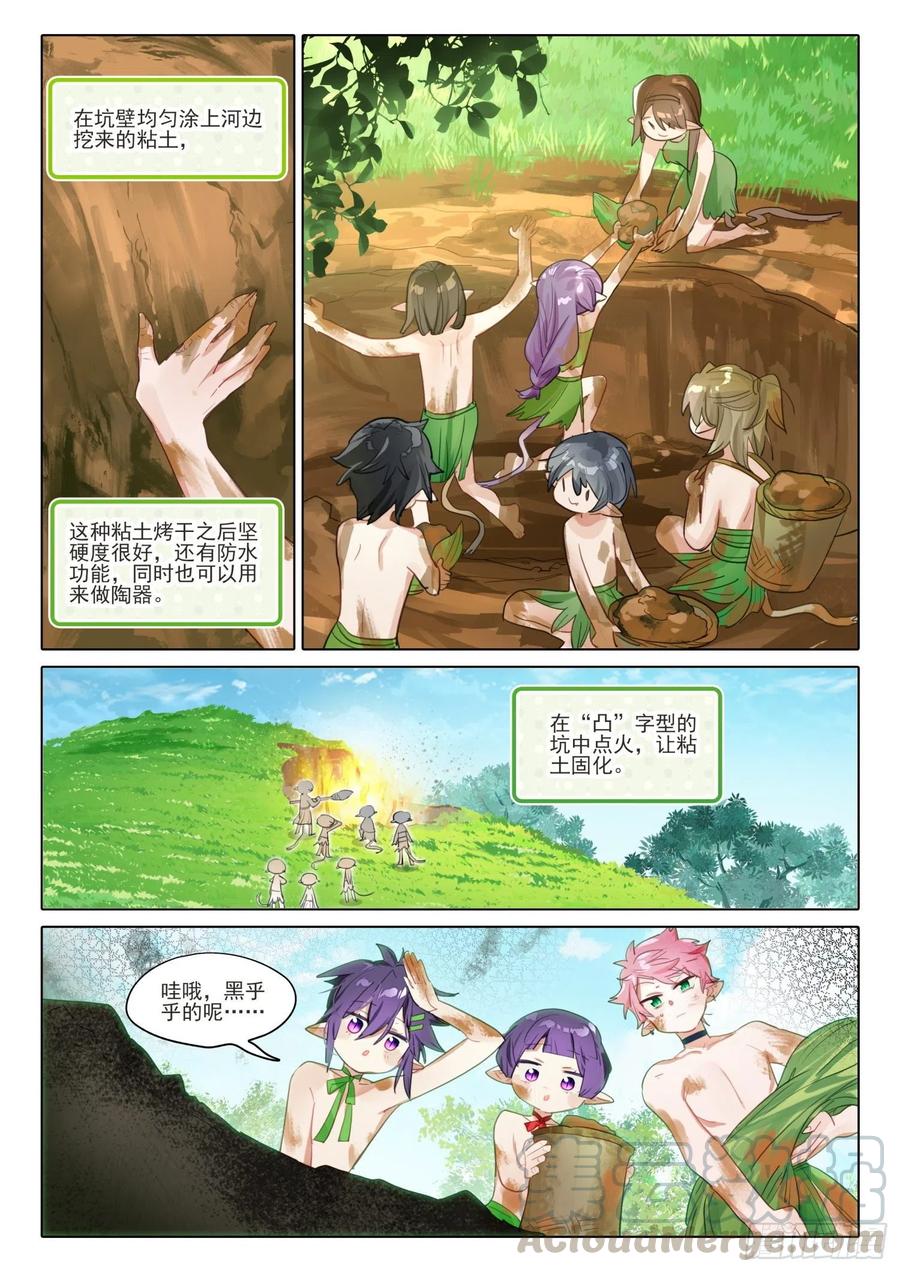 在坑壁均匀涂上河边
挖来的粘土，
这种粘土烤干之后坚
硬度很好，还有防水
功能，同时也可以用
来做陶器。
在“凸”字型的
坑中点火，让粘
土固化。
哇哦，黑乎
乎的呢……
AcloudMerge.com